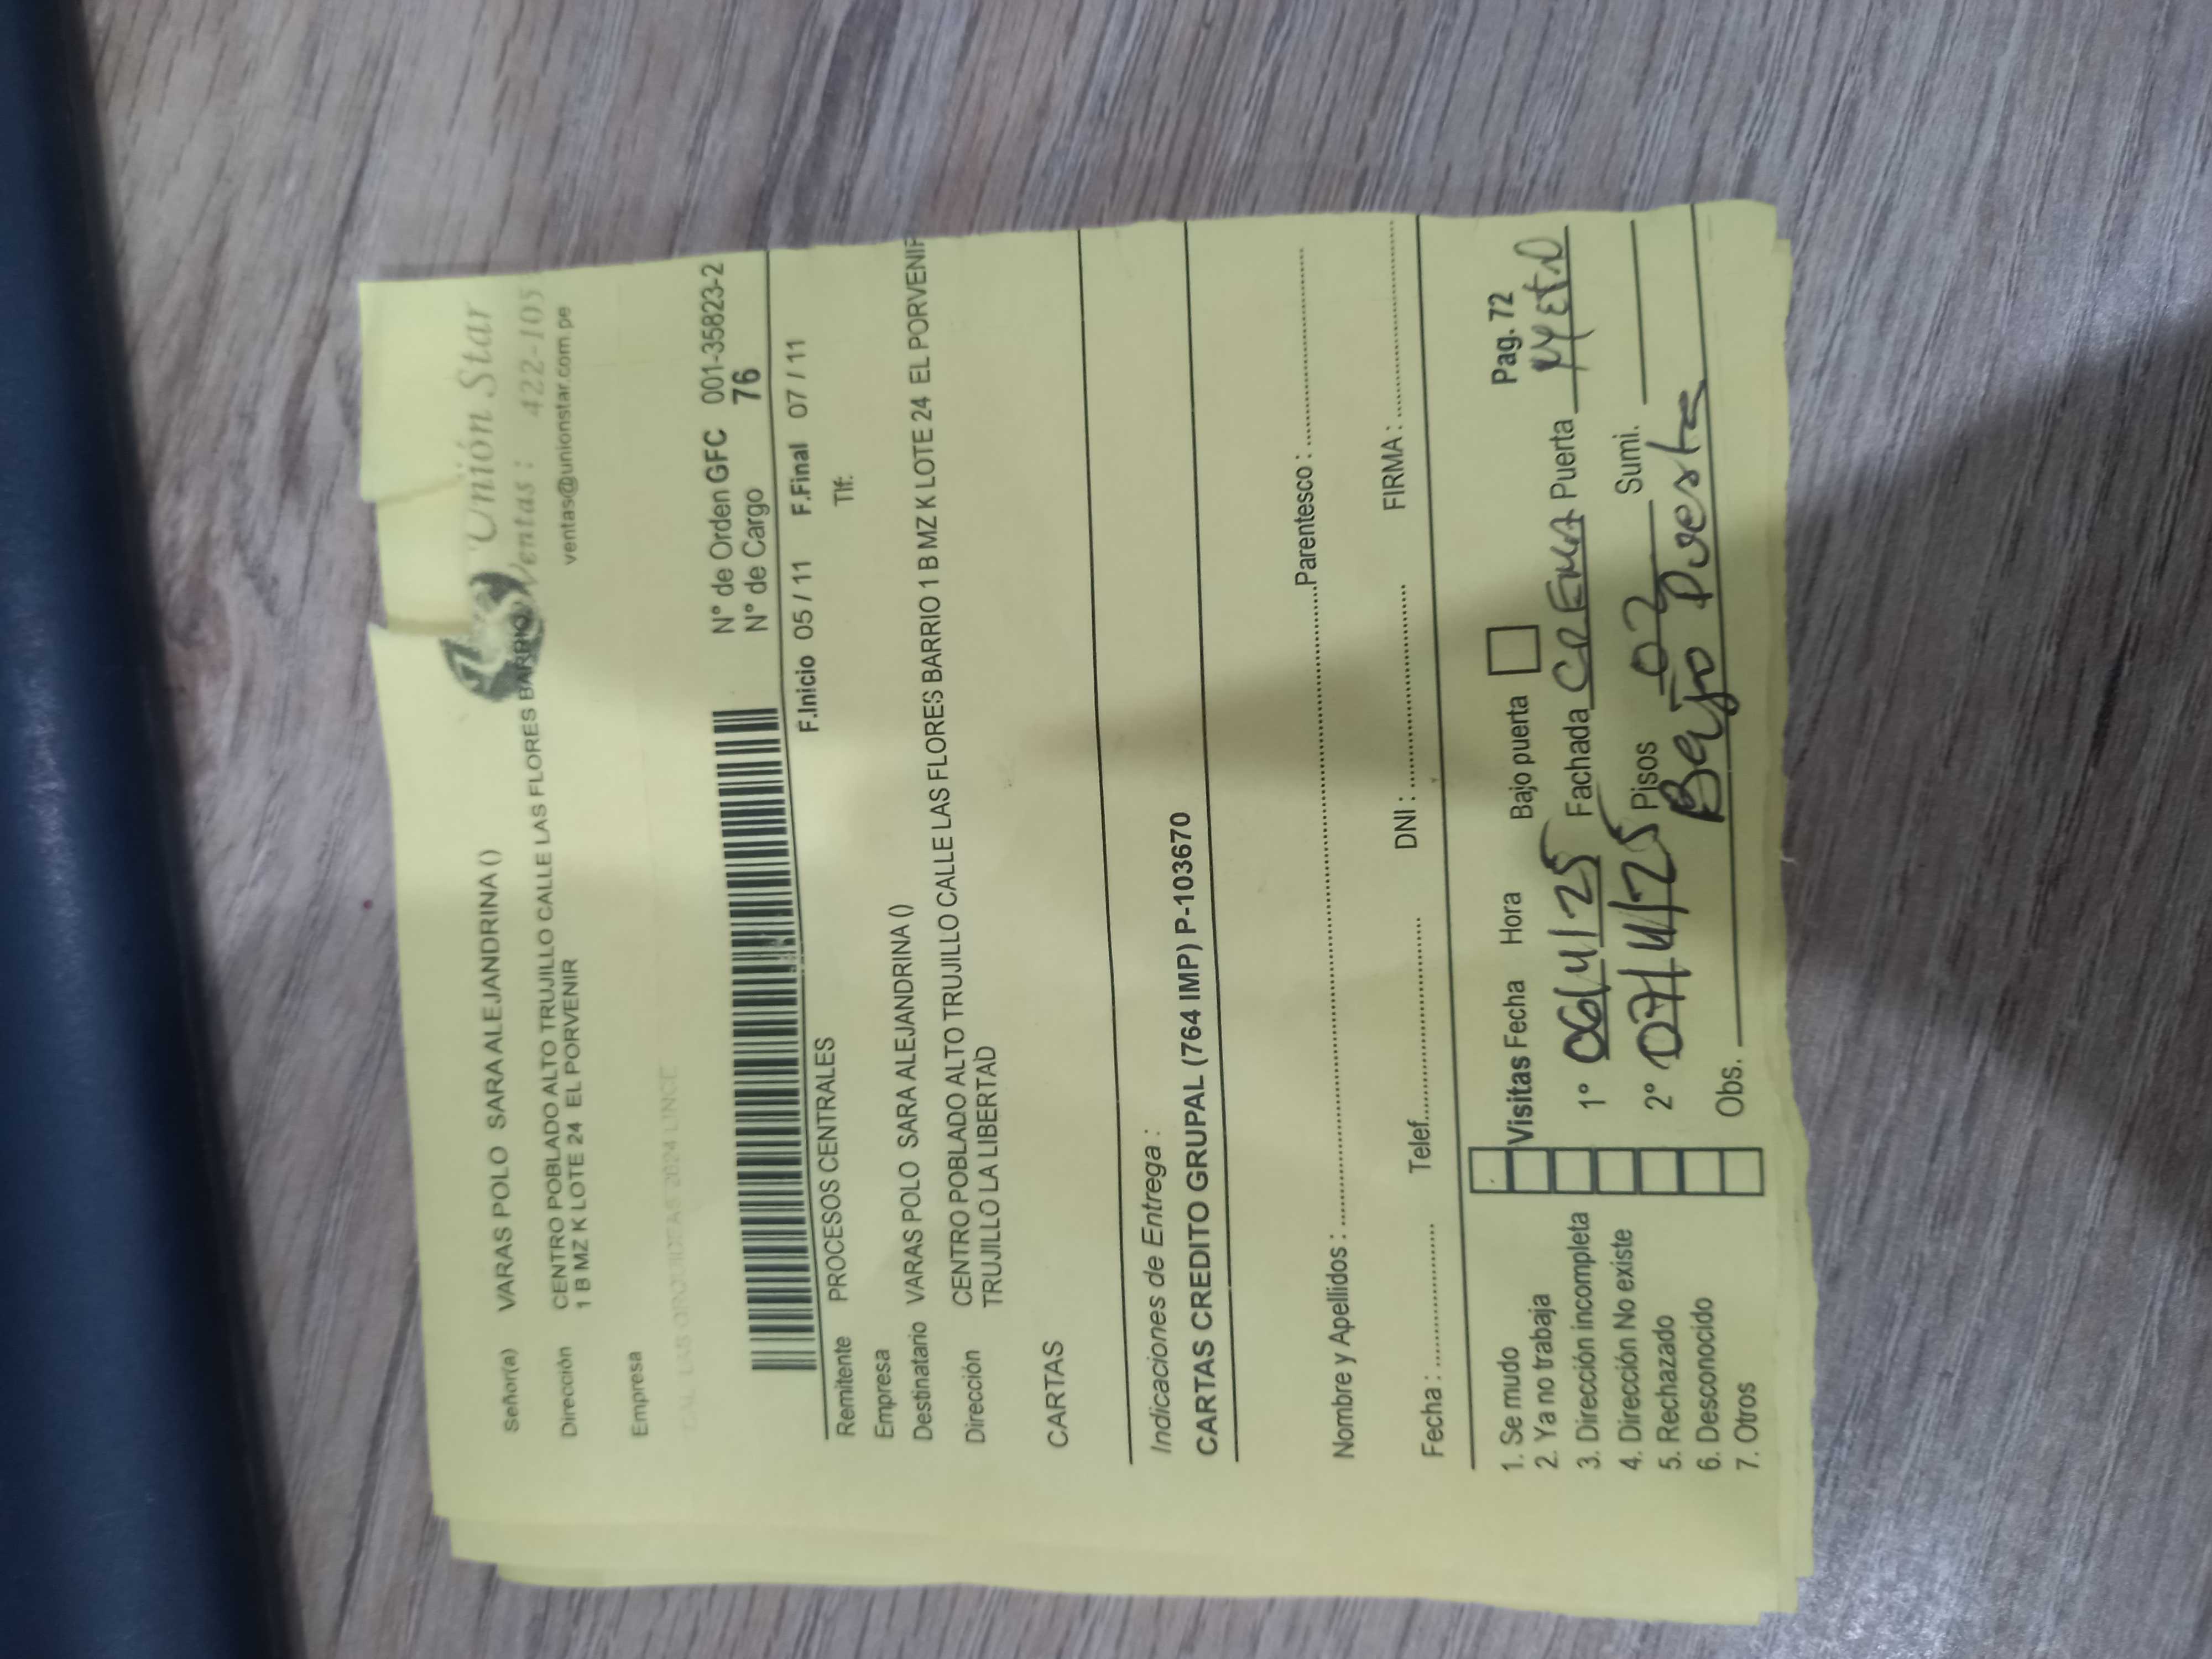 Unión Star
Señor(a) VARAS POLO SARA ALEJANDRINA ()
Ventas : 422-105
Dirección CENTRO POBLADO ALTO TRUJILLO CALLE LAS FLORES BARRIO
1 B MZ K LOTE 24 EL PORVENIR
ventas@unionstar.com.pe
Empresa
CAL. LAS ORQUIDEAS 2024 LINCE
N° de Orden GFC 001-35823-2
N° de Cargo 76
F.Inicio 05 / 11 F.Final 07 / 11
Remitente PROCESOS CENTRALES Tlf:
Empresa
Destinatario VARAS POLO SARA ALEJANDRINA ()
Dirección CENTRO POBLADO ALTO TRUJILLO CALLE LAS FLORES BARRIO 1 B MZ K LOTE 24 EL PORVENIR
TRUJILLO LA LIBERTAD
CARTAS
Indicaciones de Entrega :
CARTAS CREDITO GRUPAL (764 IMP) P-103670
Nombre y Apellidos : Parentesco :
Fecha : Telef. DNI : FIRMA :
1. Se mudo Visitas Fecha Hora Bajo puerta Pag. 72
2. Ya no trabaja
3. Dirección incompleta 1° 06/11/25 Fachada CREMA Puerta
4. Dirección No existe
5. Rechazado 2° 07/11/25 Pisos 02 Sumi.
6. Desconocido
7. Otros Obs. Bajo Puerta